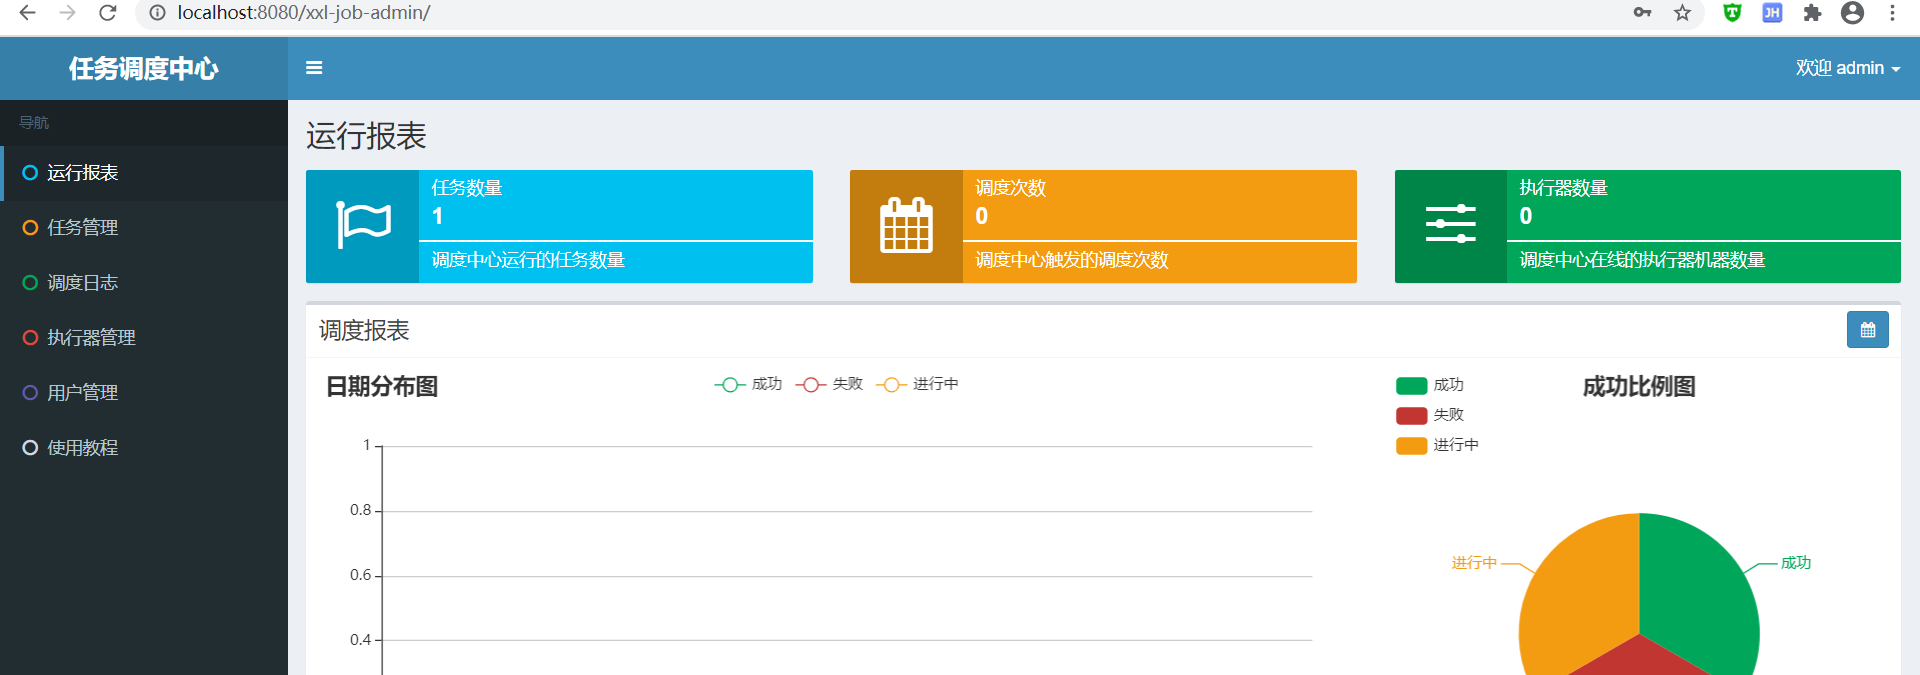 localhost:8080/xxl-job-admin/
任务调度中心
欢迎 admin
导航
运行报表
任务管理
调度日志
执行器管理
用户管理
使用教程
运行报表
任务数量
1
调度中心运行的任务数量
调度次数
0
调度中心触发的调度次数
执行器数量
0
调度中心在线的执行器机器数量
调度报表
日期分布图
成功 失败 进行中
1
0.8
0.6
0.4
成功
失败
进行中
成功比例图
进行中
成功
JH
T